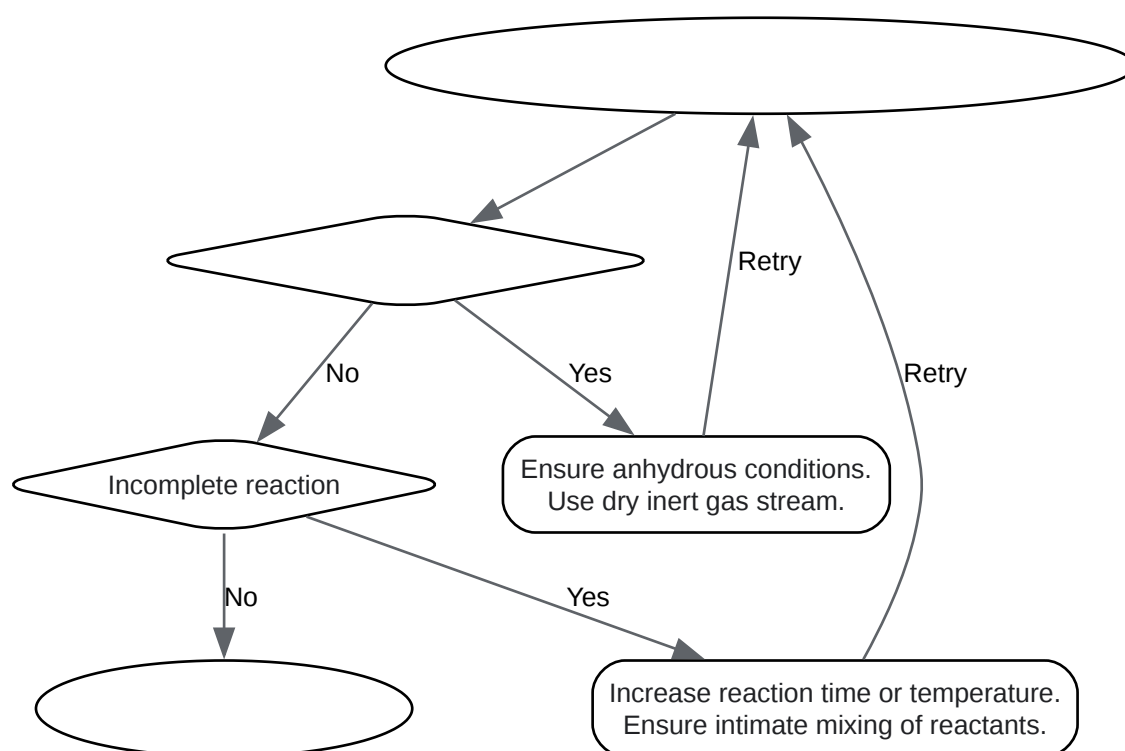 Retry
No
Yes
Retry
Incomplete reaction
Ensure anhydrous conditions.
Use dry inert gas stream.
No
Yes
Increase reaction time or temperature.
Ensure intimate mixing of reactants.